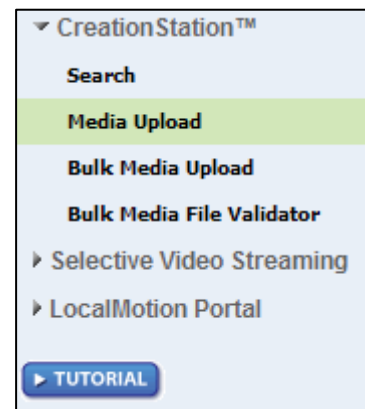 CreationStation™
Search
Media Upload
Bulk Media Upload
Bulk Media File Validator
Selective Video Streaming
LocalMotion Portal
TUTORIAL